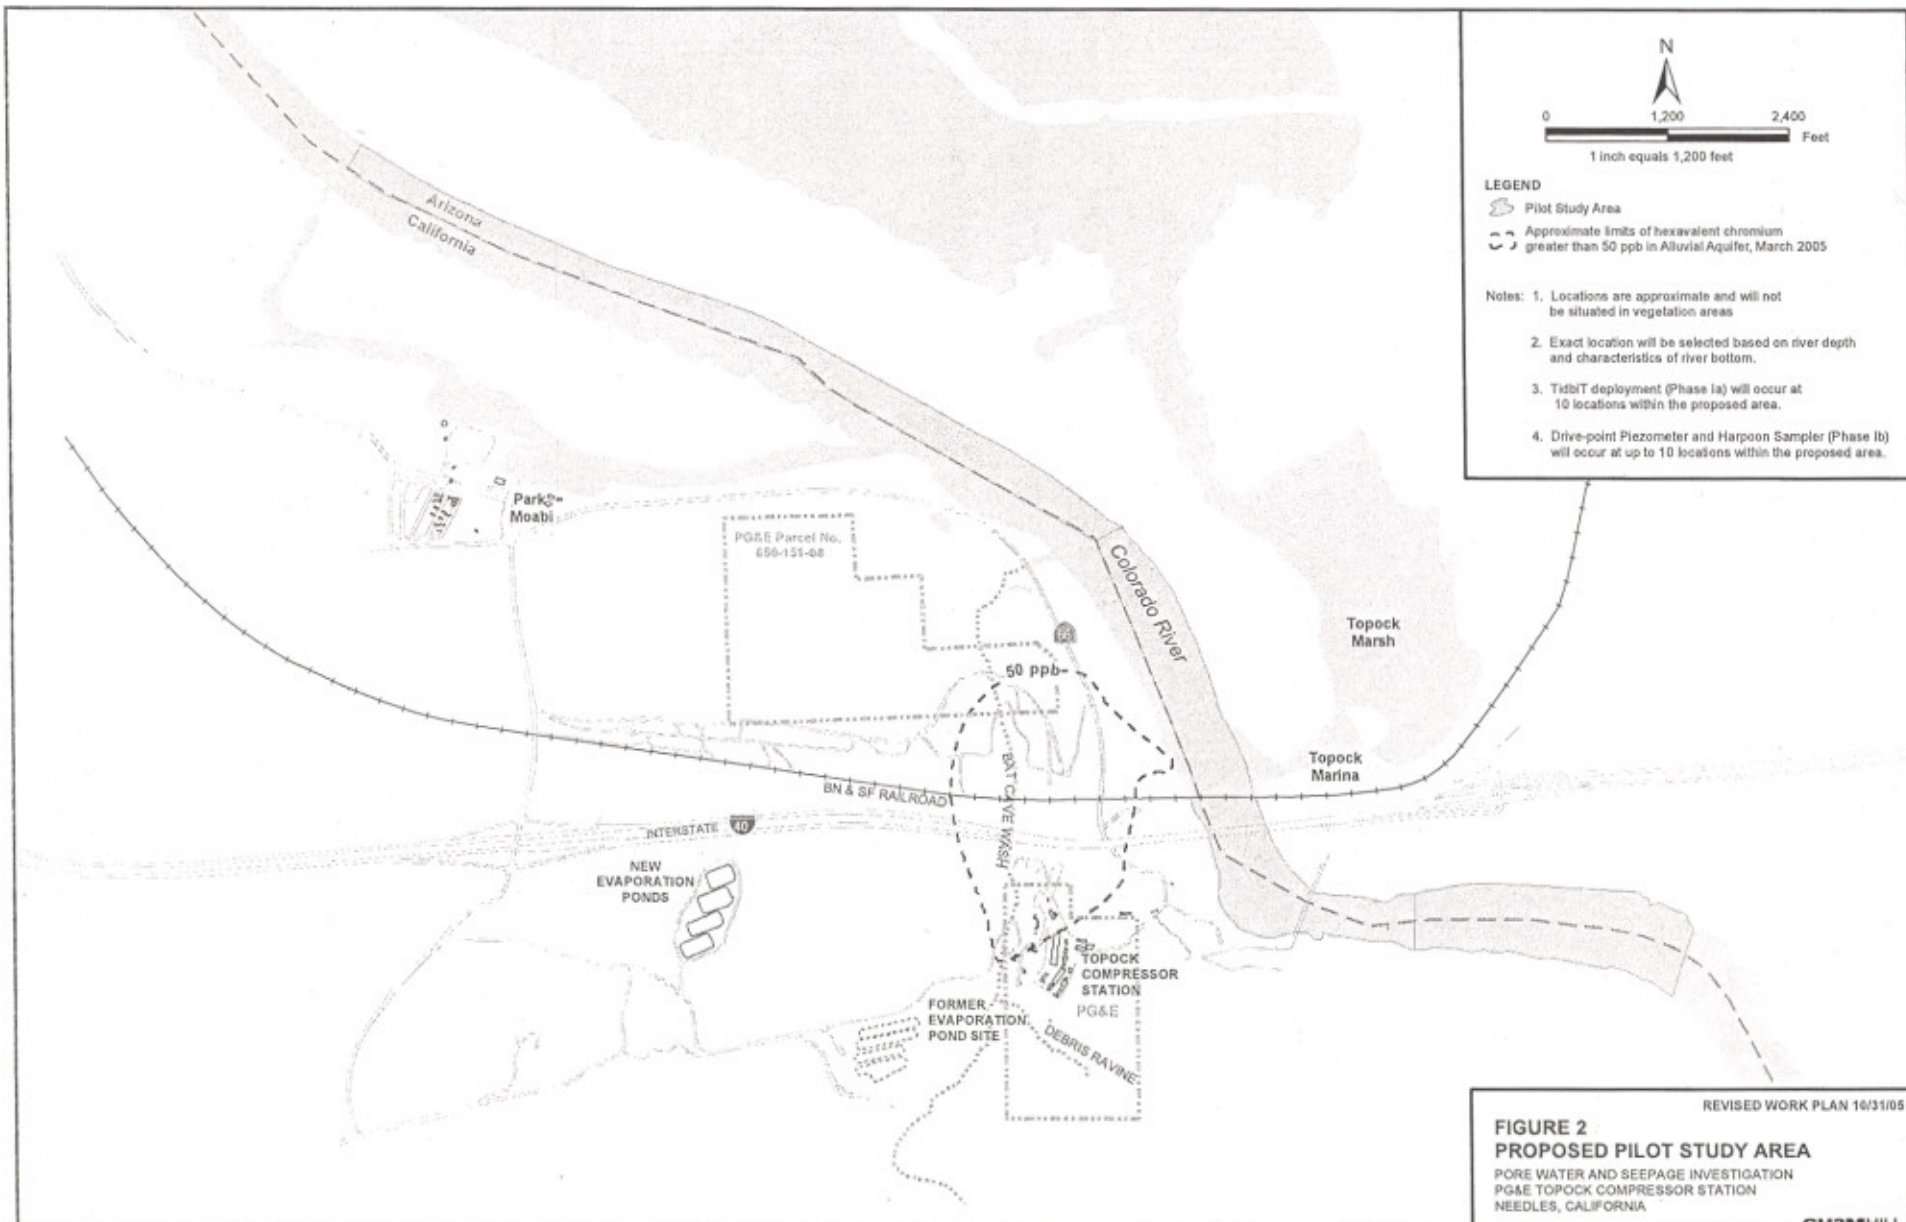 N
0 1,200 2,400
Feet
1 inch equals 1,200 feet
LEGEND
Pilot Study Area
Approximate limits of hexavalent chromium
greater than 50 ppb in Alluvial Aquifer, March 2005
Notes: 1. Locations are approximate and will not
be situated in vegetation areas
2. Exact location will be selected based on river depth
and characteristics of river bottom.
3. TidbiT deployment (Phase Ia) will occur at
10 locations within the proposed area.
4. Drive-point Piezometer and Harpoon Sampler (Phase Ib)
will occur at up to 10 locations within the proposed area.
Arizona
California
Park
Moabi
PG&E Parcel No.
650-151-08
Colorado River
66
Topock
Marsh
50 ppb
Topock
Marina
BAT CAVE WASH
BN & SF RAILROAD
INTERSTATE 40
NEW
EVAPORATION
PONDS
TOPOCK
COMPRESSOR
STATION
PG&E
FORMER
EVAPORATION
POND SITE
DEBRIS RAVINE
REVISED WORK PLAN 10/31/05
FIGURE 2
PROPOSED PILOT STUDY AREA
PORE WATER AND SEEPAGE INVESTIGATION
PG&E TOPOCK COMPRESSOR STATION
NEEDLES, CALIFORNIA